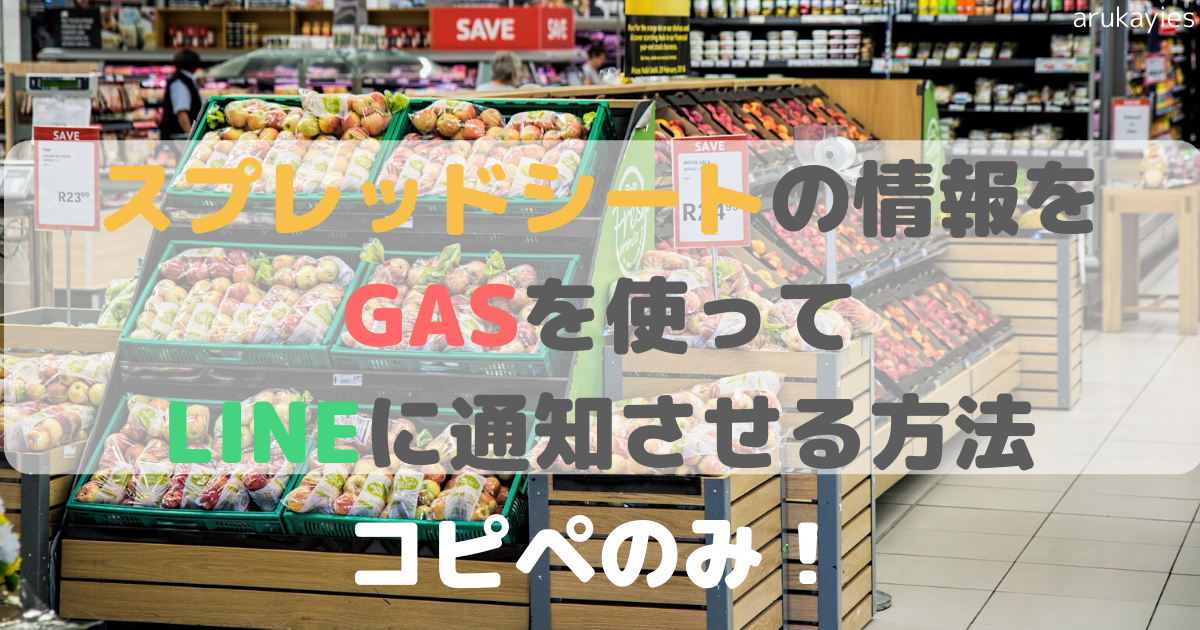 arukayies
SAVE
SAVE
SAVE
R23⁹⁹
SAVE
スプレッドシートの情報を
GASを使って
LINEに通知させる方法
コピペのみ！